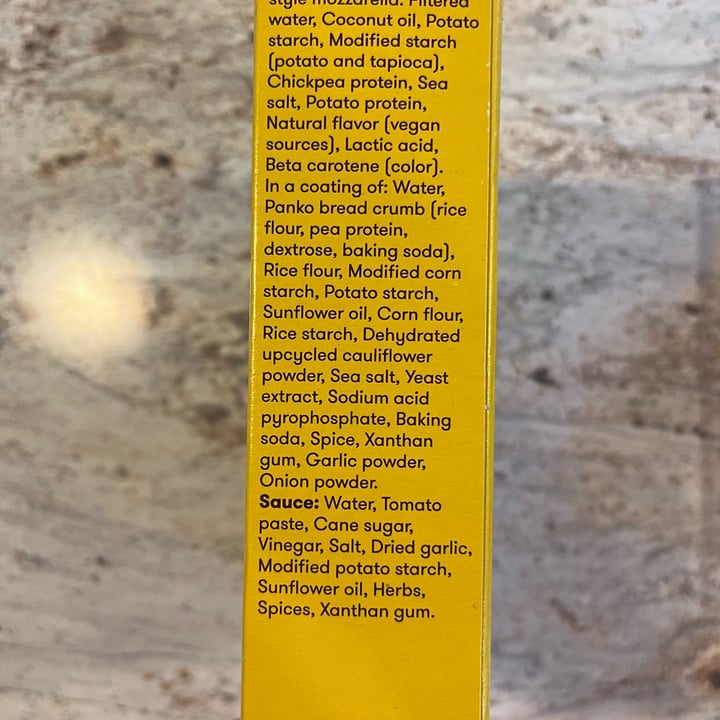 style mozzarella: Filtered
water, Coconut oil, Potato
starch, Modified starch
(potato and tapioca),
Chickpea protein, Sea
salt, Potato protein,
Natural flavor (vegan
sources), Lactic acid,
Beta carotene (color).
In a coating of: Water,
Panko bread crumb (rice
flour, pea protein,
dextrose, baking soda),
Rice flour, Modified corn
starch, Potato starch,
Sunflower oil, Corn flour,
Rice starch, Dehydrated
upcycled cauliflower
powder, Sea salt, Yeast
extract, Sodium acid
pyrophosphate, Baking
soda, Spice, Xanthan
gum, Garlic powder,
Onion powder.
Sauce: Water, Tomato
paste, Cane sugar,
Vinegar, Salt, Dried garlic,
Modified potato starch,
Sunflower oil, Herbs,
Spices, Xanthan gum.